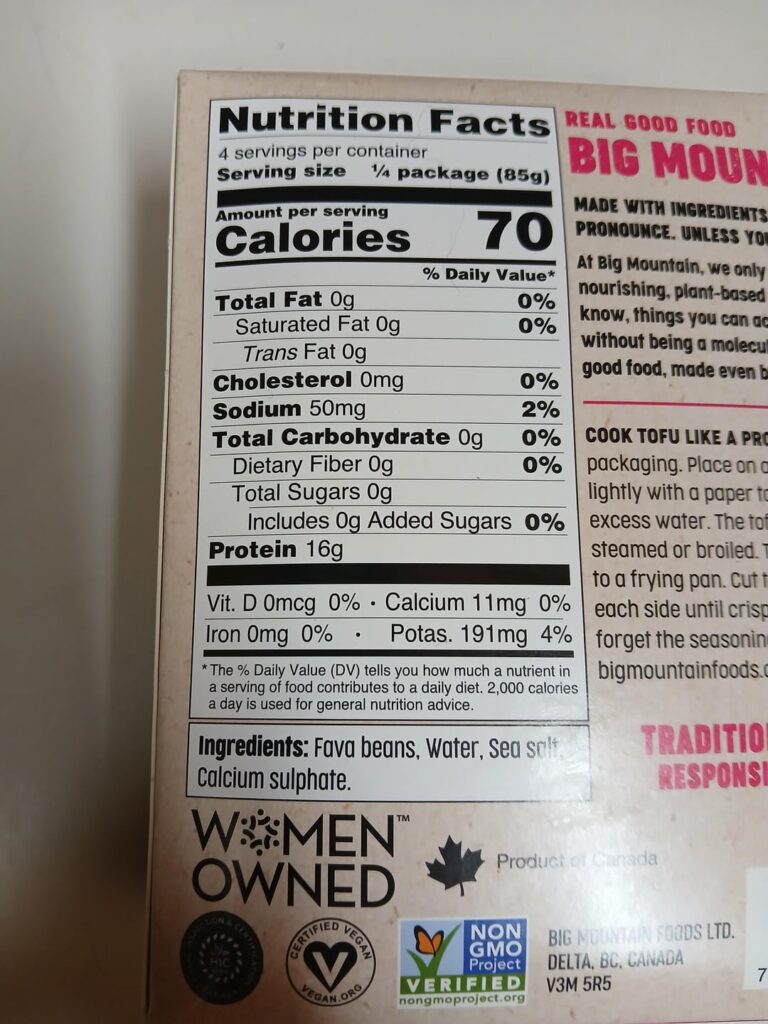 Nutrition Facts
4 servings per container
Serving size ¼ package (85g)
Amount per serving
Calories 70
% Daily Value*
Total Fat 0g 0%
Saturated Fat 0g 0%
Trans Fat 0g
Cholesterol 0mg 0%
Sodium 50mg 2%
Total Carbohydrate 0g 0%
Dietary Fiber 0g 0%
Total Sugars 0g
Includes 0g Added Sugars 0%
Protein 16g
Vit. D 0mcg 0% • Calcium 11mg 0%
Iron 0mg 0% • Potas. 191mg 4%
* The % Daily Value (DV) tells you how much a nutrient in
a serving of food contributes to a daily diet. 2,000 calories
a day is used for general nutrition advice.
Ingredients: Fava beans, Water, Sea salt,
Calcium sulphate.
WOMEN™
OWNED
Product of Canada
CERTIFIED VEGAN
VEGAN.ORG
NON
GMO
Project
VERIFIED
nongmoproject.org
BIG MOUNTAIN FOODS LTD.
DELTA, BC, CANADA
V3M 5R5
REAL GOOD FOOD
BIG MOUN
MADE WITH INGREDIENTS
PRONOUNCE. UNLESS YO
At Big Mountain, we only
nourishing, plant-based
know, things you can a
without being a molecu
good food, made even b
COOK TOFU LIKE A PRO
packaging. Place on a
lightly with a paper to
excess water. The tof
steamed or broiled. T
to a frying pan. Cut t
each side until crisp
forget the seasonin
bigmountainfoods.c
TRADITIO
RESPONSI
7